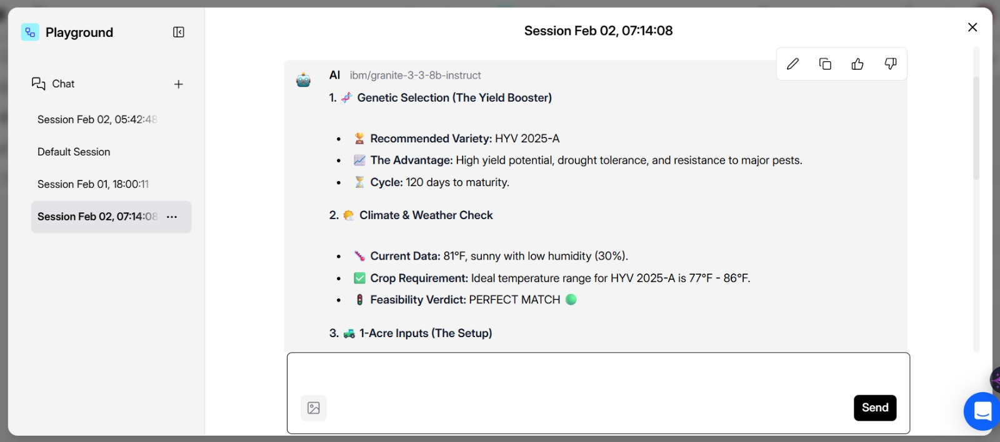 Playground
Chat
Session Feb 02, 05:42:48
Default Session
Session Feb 01, 18:00:11
Session Feb 02, 07:14:08
Session Feb 02, 07:14:08
AI ibm/granite-3-3-8b-instruct
1. 🧬 Genetic Selection (The Yield Booster)
• 🏆 Recommended Variety: HYV 2025-A
• 📈 The Advantage: High yield potential, drought tolerance, and resistance to major pests.
• ⏳ Cycle: 120 days to maturity.
2. 🌤️ Climate & Weather Check
• 🌡️ Current Data: 81°F, sunny with low humidity (30%).
• ✅ Crop Requirement: Ideal temperature range for HYV 2025-A is 77°F - 86°F.
• 🚦 Feasibility Verdict: PERFECT MATCH 🟢
3. 🚜 1-Acre Inputs (The Setup)
Send